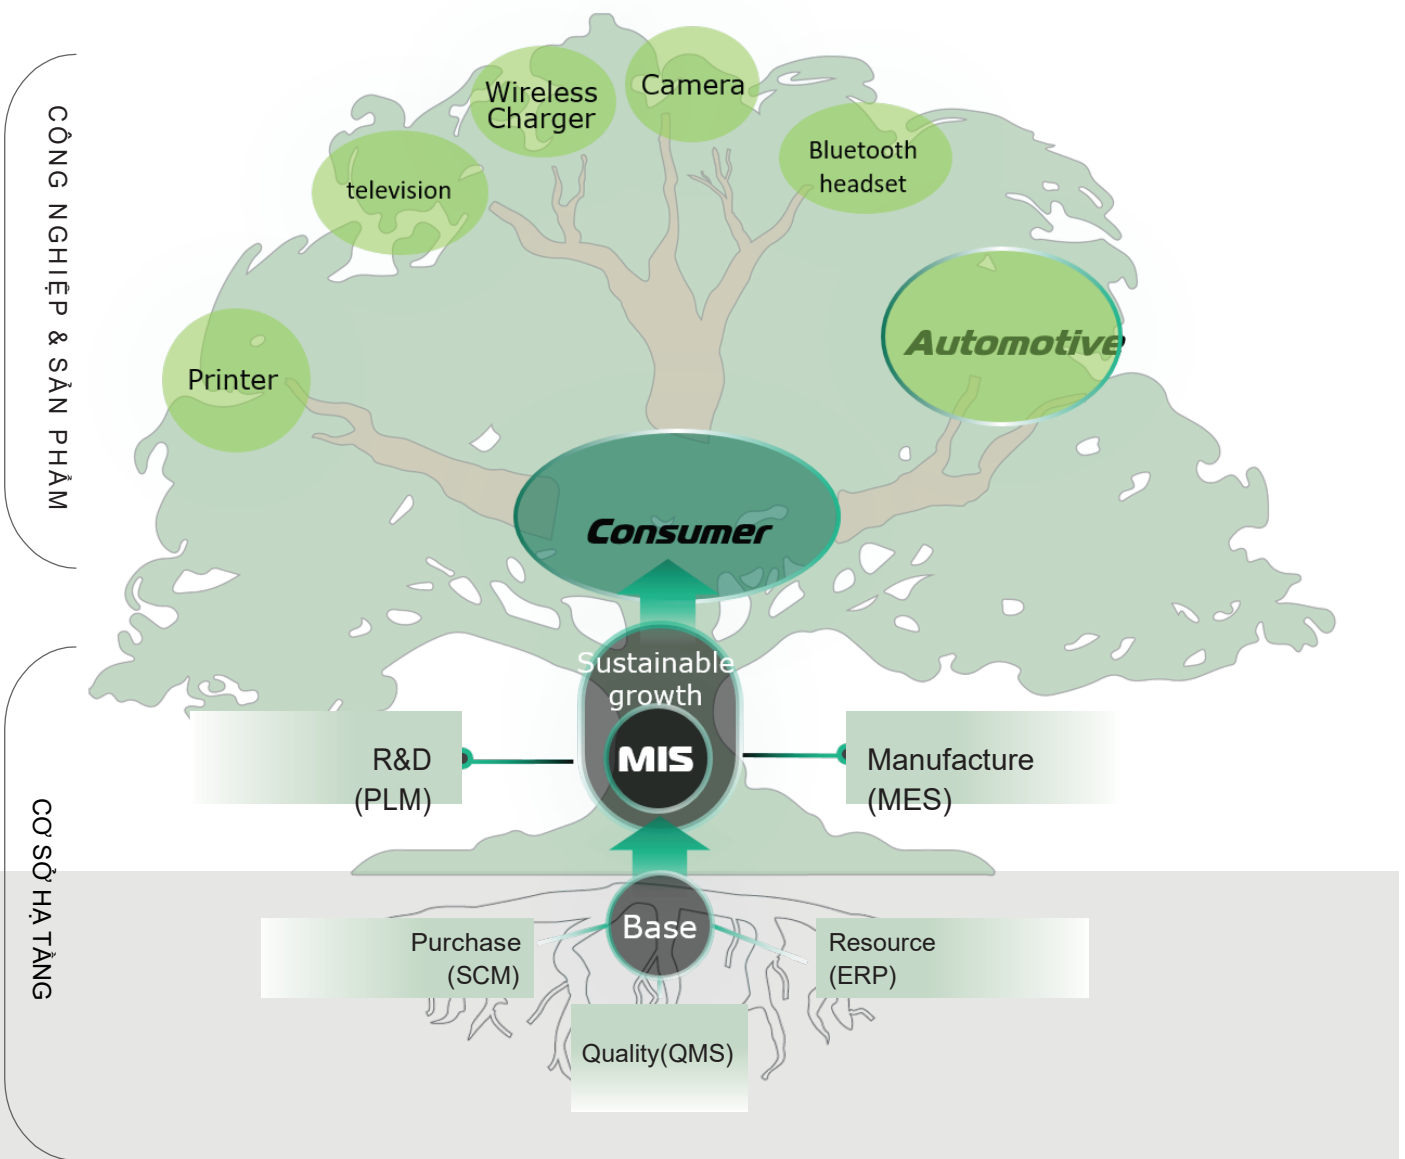 CÔNG NGHIỆP & SẢN PHẨM
Wireless
Charger
Camera
television
Bluetooth
headset
Printer
Automotive
Consumer
Sustainable
growth
MIS
R&D
(PLM)
Manufacture
(MES)
CƠ SỞ HẠ TẦNG
Base
Purchase
(SCM)
Resource
(ERP)
Quality(QMS)